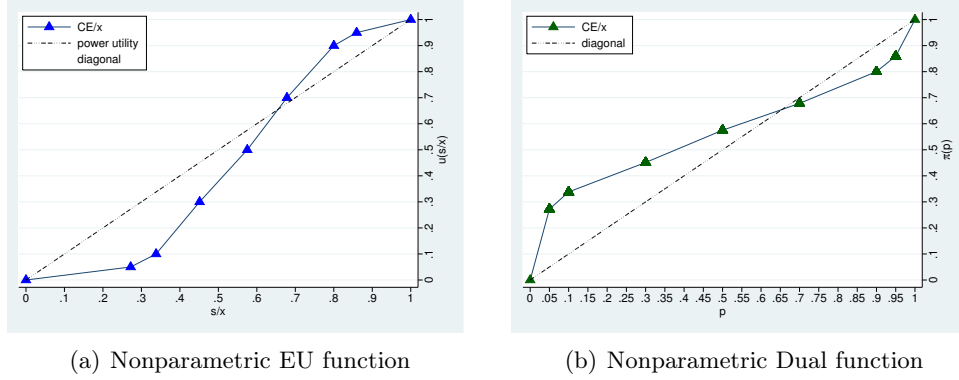 CE/x
power utility
diagonal
0 .1 .2 .3 .4 .5 .6 .7 .8 .9 1
u(s/x)
0 .1 .2 .3 .4 .5 .6 .7 .8 .9 1
s/x
(a) Nonparametric EU function
CE/x
diagonal
0 .1 .2 .3 .4 .5 .6 .7 .8 .9 1
π(p)
0 .05 .1 .15 .2 .25 .3 .35 .4 .45 .5 .55 .6 .65 .7 .75 .8 .85 .9 .95 1
p
(b) Nonparametric Dual function